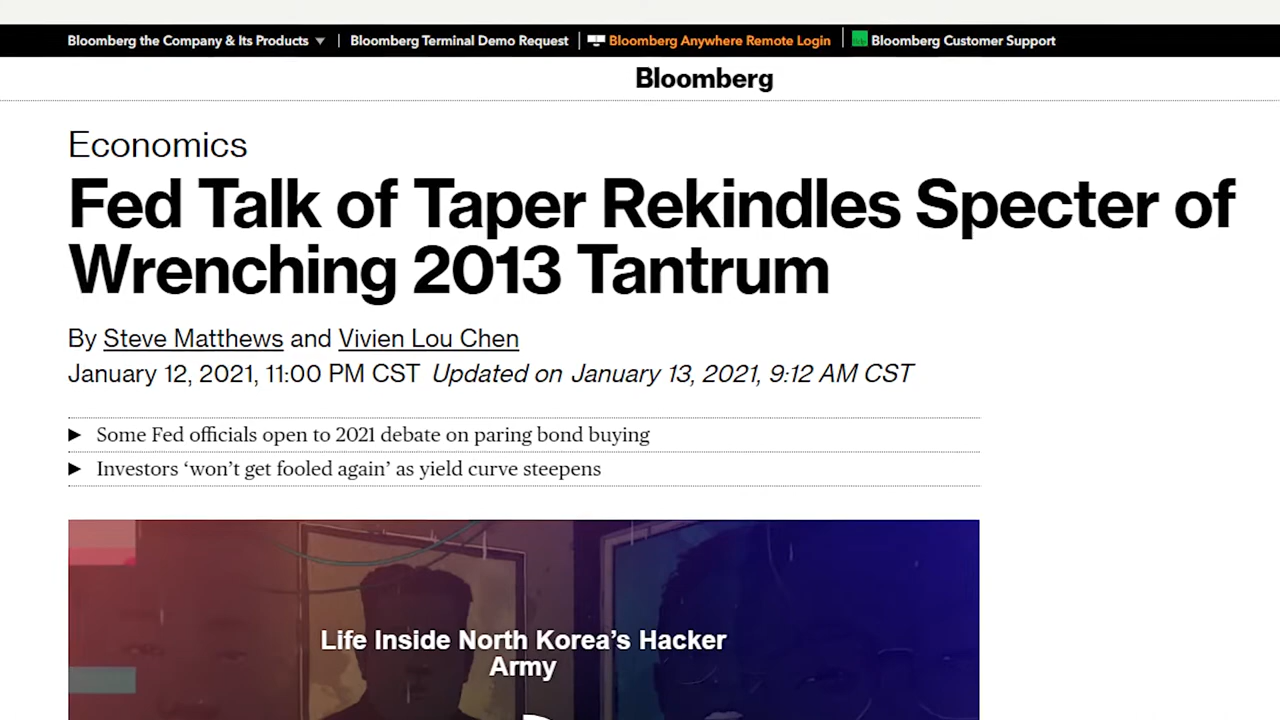 Bloomberg the Company & Its Products ▼ | Bloomberg Terminal Demo Request | Bloomberg Anywhere Remote Login | Bloomberg Customer Support
Bloomberg
Economics
Fed Talk of Taper Rekindles Specter of
Wrenching 2013 Tantrum
By Steve Matthews and Vivien Lou Chen
January 12, 2021, 11:00 PM CST Updated on January 13, 2021, 9:12 AM CST
► Some Fed officials open to 2021 debate on paring bond buying
► Investors ‘won’t get fooled again’ as yield curve steepens
Life Inside North Korea’s Hacker
Army